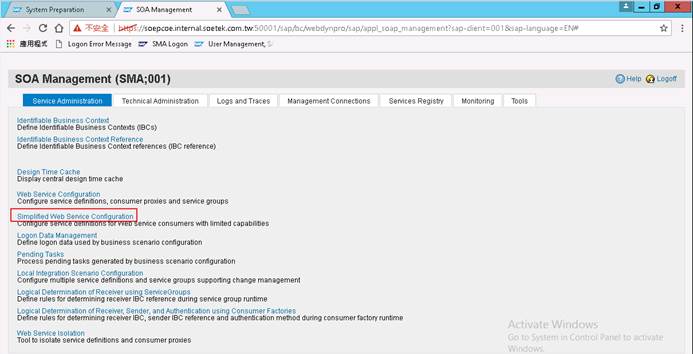 System Preparation
SOA Management
不安全 https://soepcoe.internal.soetek.com.tw:50001/sap/bc/webdynpro/sap/appl_soap_management?sap-client=001&sap-language=EN#
應用程式 Logon Error Message SMA Logon User Management, S
SOA Management (SMA;001)
Help Logoff
Service Administration Technical Administration Logs and Traces Management Connections Services Registry Monitoring Tools
Identifiable Business Context
Define Identifiable Business Contexts (IBCs)
Identifiable Business Context Reference
Define Identifiable Business Context references (IBC reference)
Design Time Cache
Display central design time cache
Web Service Configuration
Configure service definitions, consumer proxies and service groups
Simplified Web Service Configuration
Configure service definitions for Web service consumers with limited capabilities
Logon Data Management
Define logon data used by business scenario configuration
Pending Tasks
Process pending tasks generated by business scenario configuration
Local Integration Scenario Configuration
Configure multiple service definitions and service groups supporting change management
Logical Determination of Receiver using ServiceGroups
Define rules for determining receiver IBC reference during service group runtime
Logical Determination of Receiver, Sender, and Authentication using Consumer Factories
Define rules for determining receiver IBC, sender IBC reference and authentication method during consumer factory runtime
Web Service Isolation
Tool to isolate service definitions and consumer proxies
Activate Windows
Go to System in Control Panel to activate
Windows.